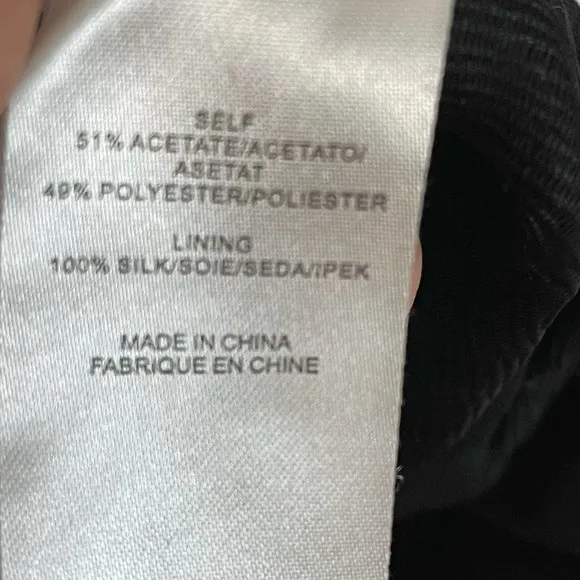 SELF
51% ACETATE/ACETATO/
ASETAT
49% POLYESTER/POLIESTER
LINING
100% SILK/SOIE/SEDA/IPEK
MADE IN CHINA
FABRIQUE EN CHINE